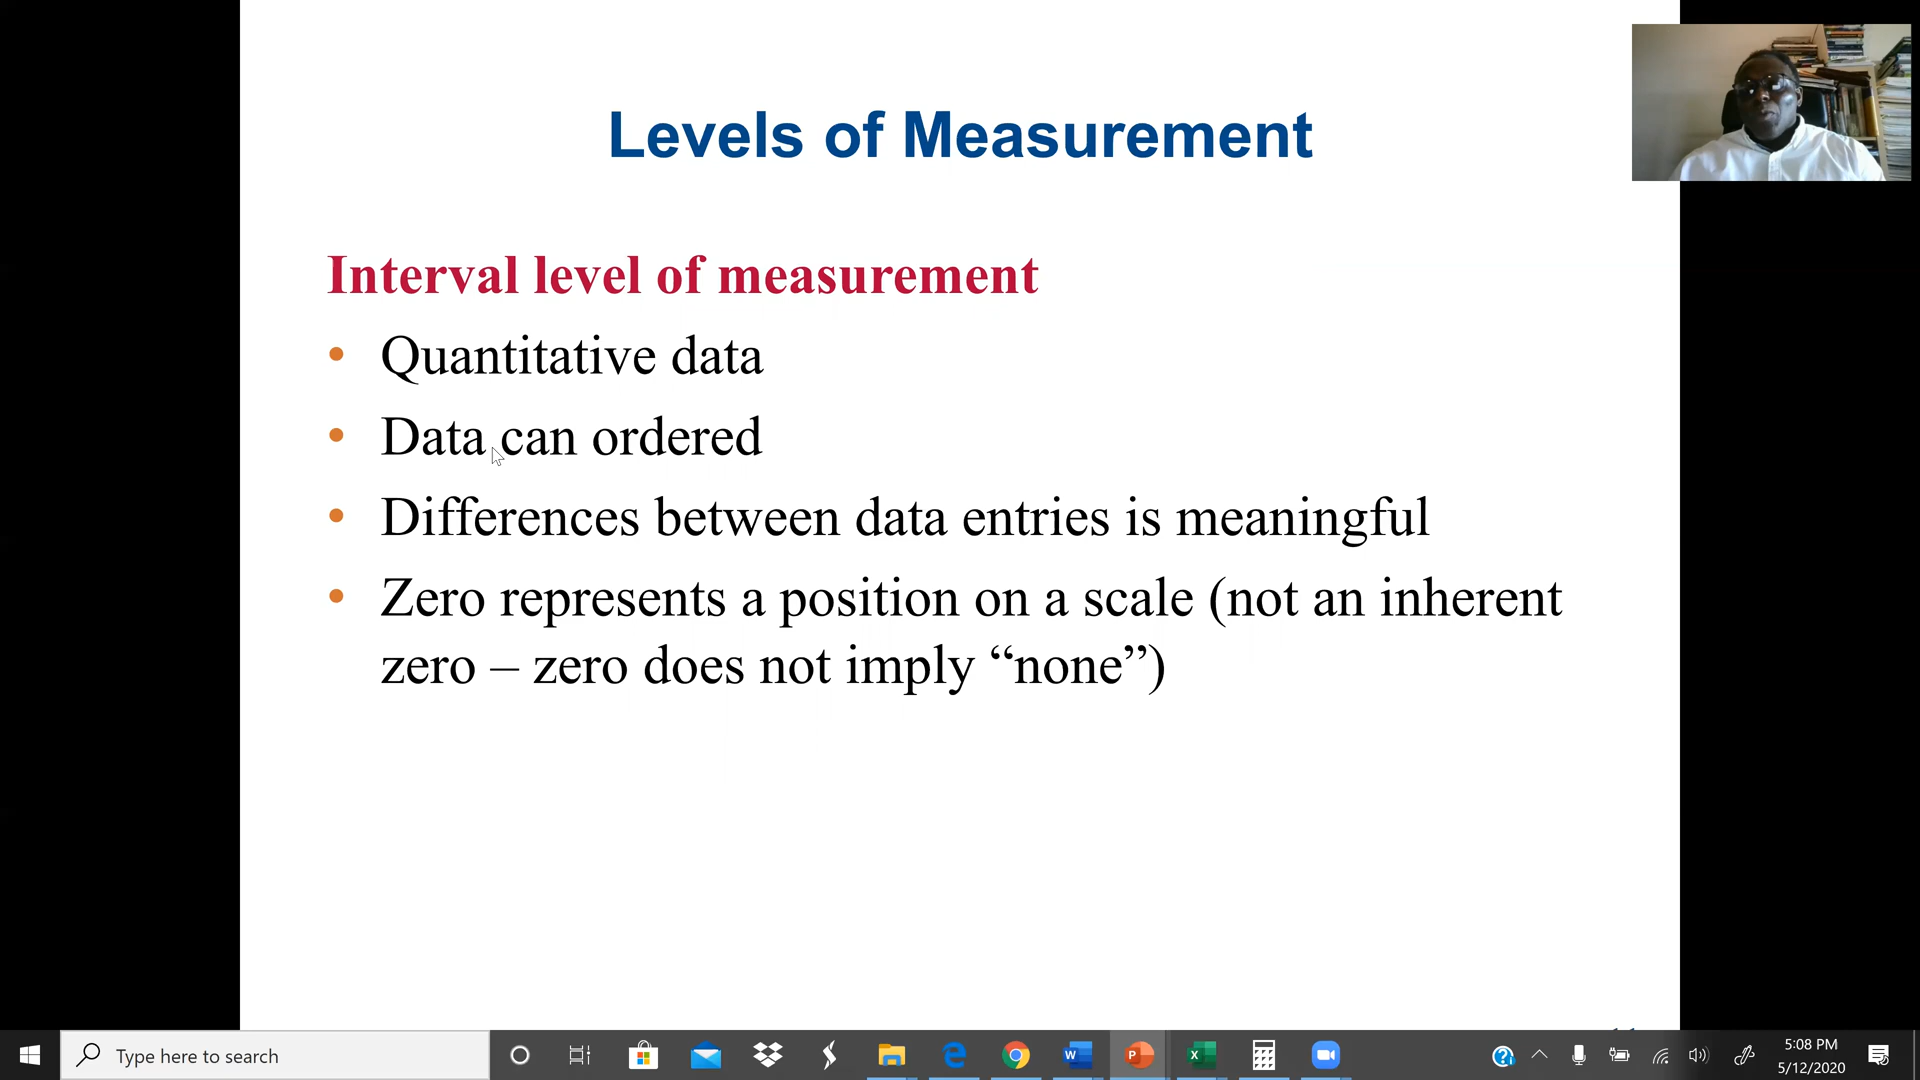 Levels of Measurement
Interval level of measurement
• Quantitative data
• Data can ordered
• Differences between data entries is meaningful
• Zero represents a position on a scale (not an inherent
zero – zero does not imply “none”)
Type here to search
5:08 PM
5/12/2020